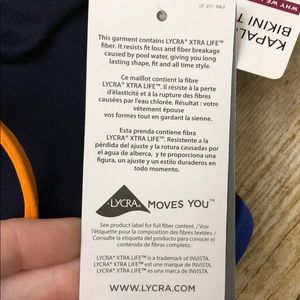 LY 211 - NA 2
This garment contains LYCRA® XTRA LIFE™
fiber. It resists fit loss and fiber breakage
caused by pool water, giving you long
lasting shape, fit and all time style.
Ce maillot contient la fibre
LYCRA® XTRA LIFE™. Il résiste à la perte
d'élasticité et à la rupture des fibres
causées par l'eau chlorée. Résultat : votre
vêtement épouse
vos formes tout en gardant la sienne.
Esta prenda contiene fibra
LYCRA® XTRA LIFE™. Resistente a la
pérdida del ajuste y la rotura causadas por
el agua de alberca, y te proporciona una
figura, un ajuste y un estilo duraderos en
todo momento.
LYCRA® MOVES YOU™
See product label for full fiber content. / Voir
l'étiquette pour la composition des fibres textiles. /
Consulta la etiqueta del producto para conocer el
contenido de fibras completo.
LYCRA® XTRA LIFE™ is a trademark of INVISTA.
LYCRA® XTRA LIFE™ est une marque de INVISTA.
LYCRA® XTRA LIFE™ es una marca de INVISTA.
WWW.LYCRA.COM
KAPAL
BIKINI T
WHY WE